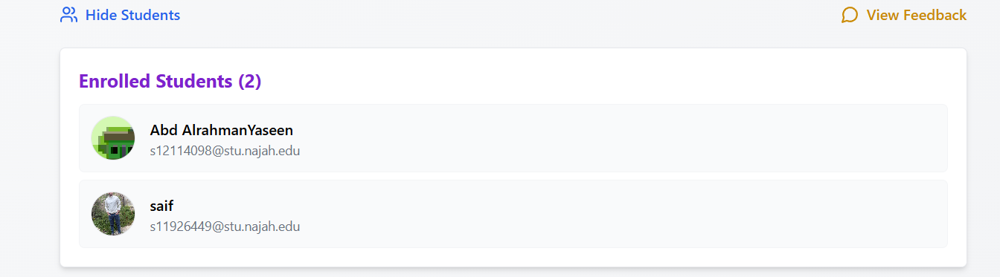 Hide Students
View Feedback
Enrolled Students (2)
Abd AlrahmanYaseen
s12114098@stu.najah.edu
saif
s11926449@stu.najah.edu